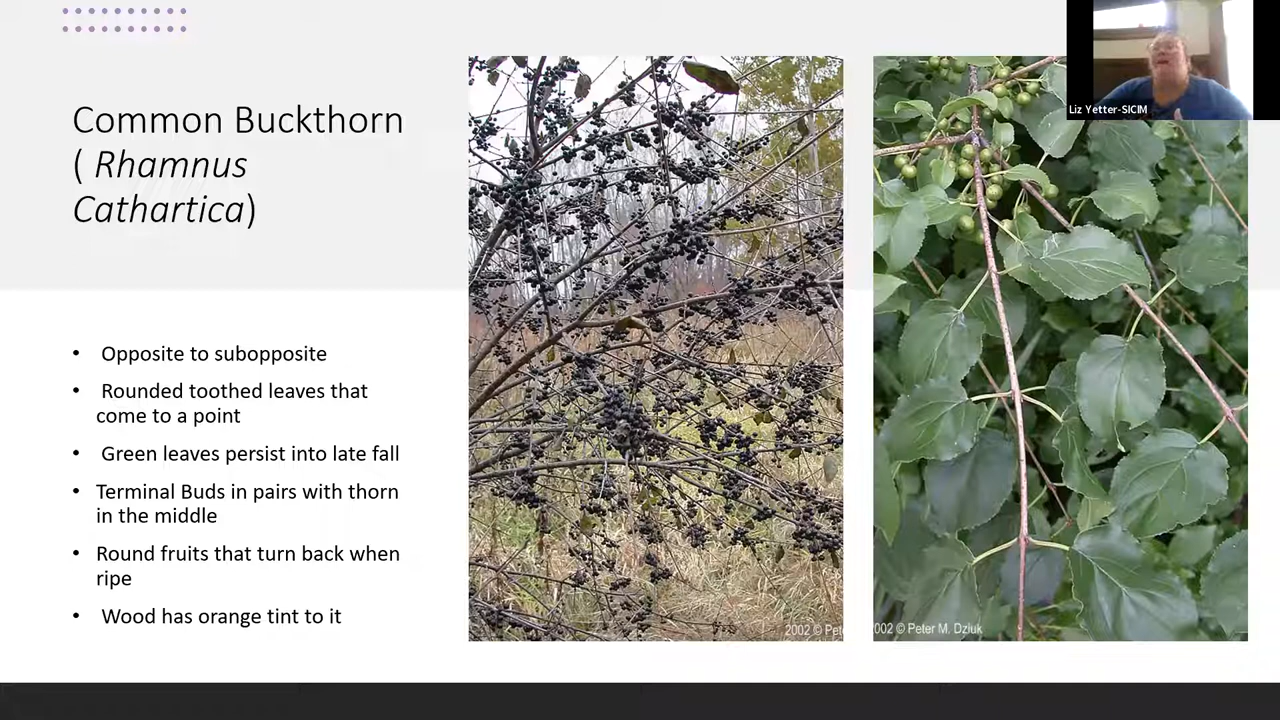 Common Buckthorn
( Rhamnus
Cathartica)
• Opposite to subopposite
• Rounded toothed leaves that
come to a point
• Green leaves persist into late fall
• Terminal Buds in pairs with thorn
in the middle
• Round fruits that turn back when
ripe
• Wood has orange tint to it
2002 © Pet
002 © Peter M. Dziuk
Liz Yetter-SICIM